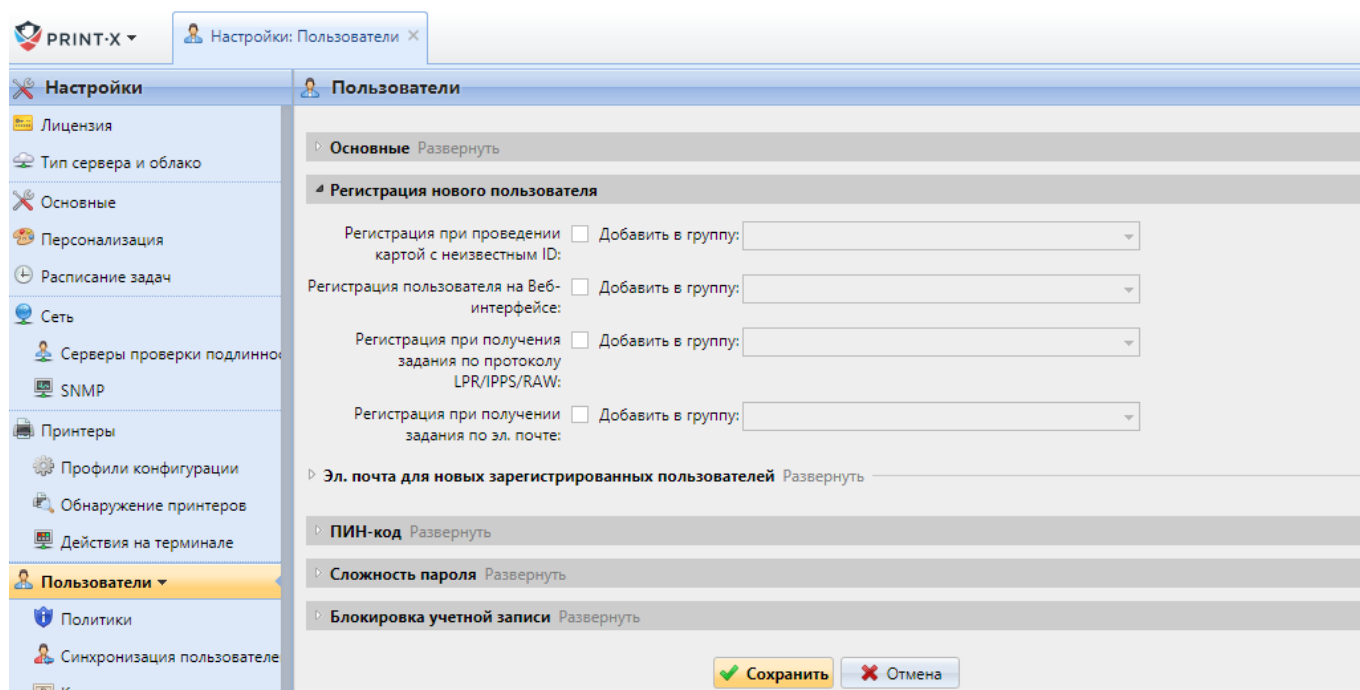 PRINT·X
Настройки: Пользователи
Настройки
Пользователи
Лицензия
Тип сервера и облако
Основные
Персонализация
Расписание задач
Сеть
Серверы проверки
SNMP
Принтеры
Профили конфигурации
Обнаружение принтеров
Действия на терминале
Пользователи
Политики
Синхронизация
Основные Развернуть
Регистрация нового пользователя
Регистрация при проведении
картой с неизвестным ID:
Добавить в группу:
Регистрация пользователя на Веб-
интерфейсе:
Добавить в группу:
Регистрация при получения
задания по протоколу
LPR/IPPS/RAW:
Добавить в группу:
Регистрация при получении
задания по эл. почте:
Добавить в группу:
Эл. почта для новых зарегистрированных пользователей Развернуть
ПИН-код Развернуть
Сложность пароля Развернуть
Блокировка учетной записи Развернуть
Сохранить
Отмена